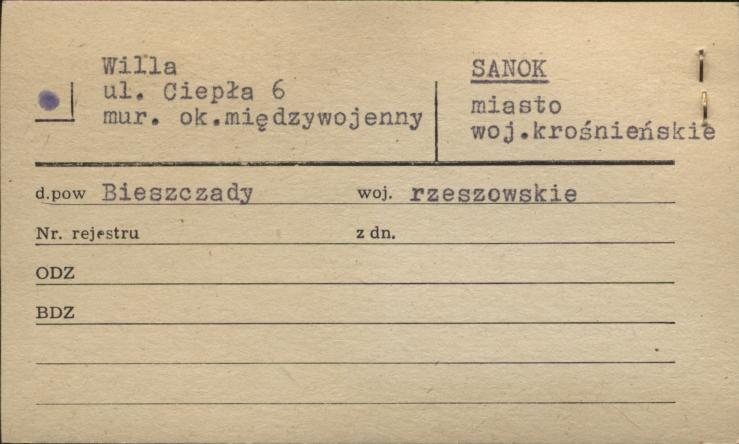 Willa
ul. Ciepła 6
mur. ok.międzywojenny
SANOK
miasto
woj.krośnieńskie
d.pow Bieszczady woj. rzeszowskie
Nr. rejestru z dn.
ODZ
BDZ